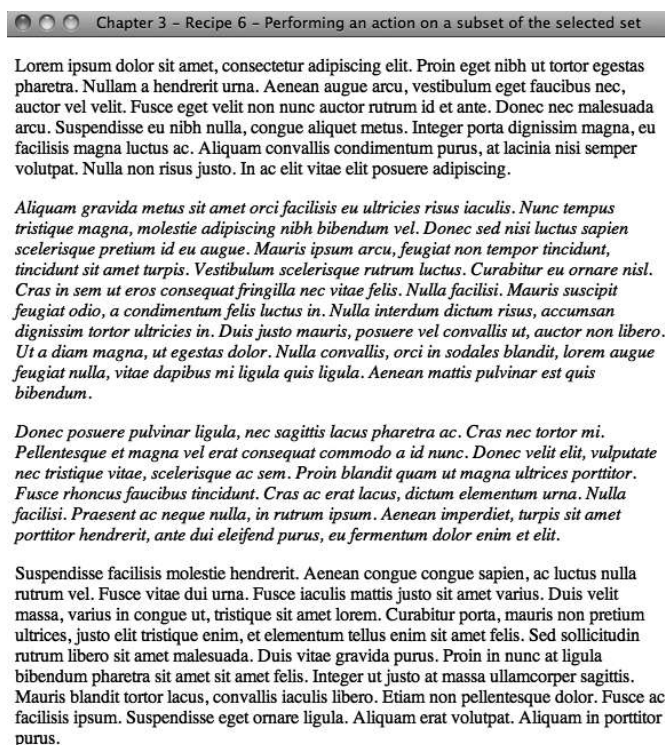 Chapter 3 – Recipe 6 – Performing an action on a subset of the selected set
Lorem ipsum dolor sit amet, consectetur adipiscing elit. Proin eget nibh ut tortor egestas
pharetra. Nullam a hendrerit urna. Aenean augue arcu, vestibulum eget faucibus nec,
auctor vel velit. Fusce eget velit non nunc auctor rutrum id et ante. Donec nec malesuada
arcu. Suspendisse eu nibh nulla, congue aliquet metus. Integer porta dignissim magna, eu
facilisis magna luctus ac. Aliquam convallis condimentum purus, at lacinia nisi semper
volutpat. Nulla non risus justo. In ac elit vitae elit posuere adipiscing.
Aliquam gravida metus sit amet orci facilisis eu ultricies risus iaculis. Nunc tempus
tristique magna, molestie adipiscing nibh bibendum vel. Donec sed nisi luctus sapien
scelerisque pretium id eu augue. Mauris ipsum arcu, feugiat non tempor tincidunt,
tincidunt sit amet turpis. Vestibulum scelerisque rutrum luctus. Curabitur eu ornare nisl.
Cras in sem ut eros consequat fringilla nec vitae felis. Nulla facilisi. Mauris suscipit
feugiat odio, a condimentum felis luctus in. Nulla interdum dictum risus, accumsan
dignissim tortor ultricies in. Duis justo mauris, posuere vel convallis ut, auctor non libero.
Ut a diam magna, ut egestas dolor. Nulla convallis, orci in sodales blandit, lorem augue
feugiat nulla, vitae dapibus mi ligula quis ligula. Aenean mattis pulvinar est quis
bibendum.
Donec posuere pulvinar ligula, nec sagittis lacus pharetra ac. Cras nec tortor mi.
Pellentesque et magna vel erat consequat commodo a id nunc. Donec velit elit, vulputate
nec tristique vitae, scelerisque ac sem. Proin blandit quam ut magna ultrices porttitor.
Fusce rhoncus faucibus tincidunt. Cras ac erat lacus, dictum elementum urna. Nulla
facilisi. Praesent ac neque nulla, in rutrum ipsum. Aenean imperdiet, turpis sit amet
porttitor hendrerit, ante dui eleifend purus, eu fermentum dolor enim et elit.
Suspendisse facilisis molestie hendrerit. Aenean congue congue sapien, ac luctus nulla
rutrum vel. Fusce vitae dui urna. Fusce iaculis mattis justo sit amet varius. Duis velit
massa, varius in congue ut, tristique sit amet lorem. Curabitur porta, mauris non pretium
ultrices, justo elit tristique enim, et elementum tellus enim sit amet felis. Sed sollicitudin
rutrum libero sit amet malesuada. Duis vitae gravida purus. Proin in nunc at ligula
bibendum pharetra sit amet sit amet felis. Integer ut justo at massa ullamcorper sagittis.
Mauris blandit tortor lacus, convallis iaculis libero. Etiam non pellentesque dolor. Fusce ac
facilisis ipsum. Suspendisse eget ornare ligula. Aliquam erat volutpat. Aliquam in porttitor
purus.